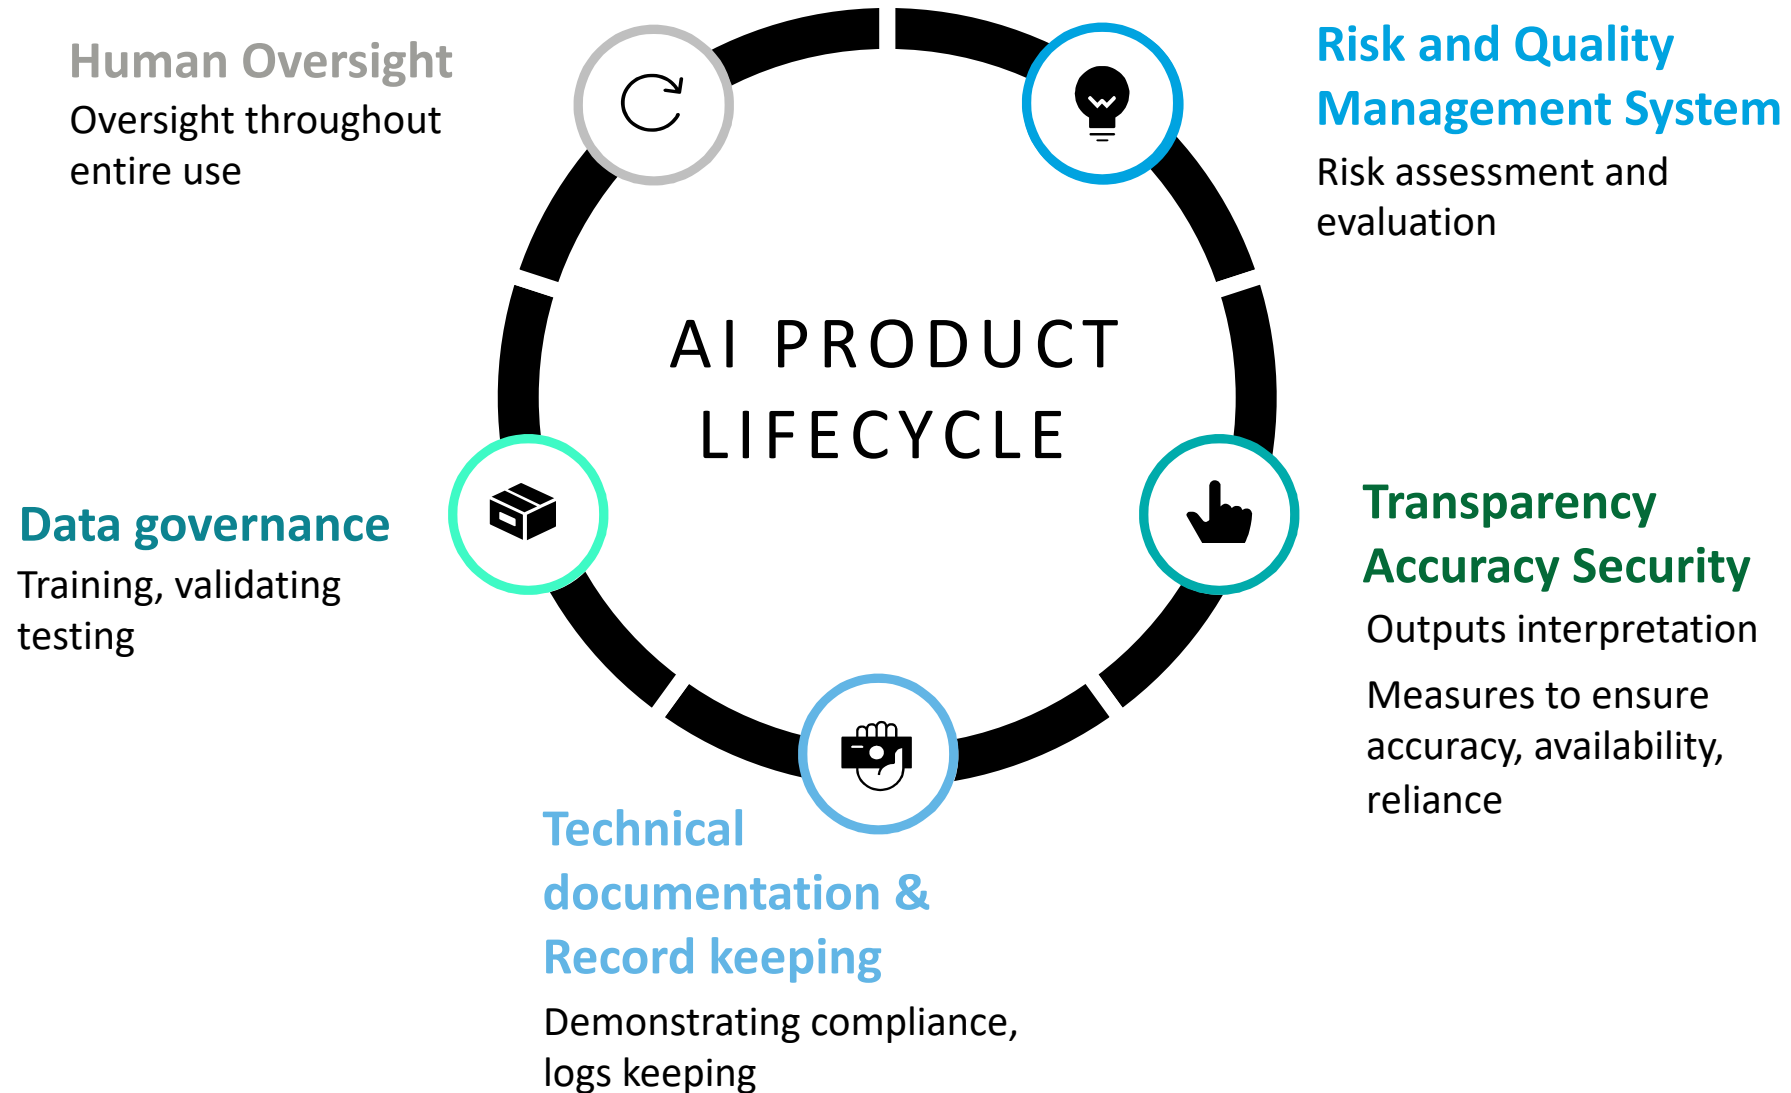 Human Oversight
Oversight throughout
entire use
Risk and Quality
Management System
Risk assessment and
evaluation
AI PRODUCT
LIFECYCLE
Data governance
Training, validating
testing
Transparency
Accuracy Security
Outputs interpretation
Measures to ensure
accuracy, availability,
reliance
Technical
documentation &
Record keeping
Demonstrating compliance,
logs keeping